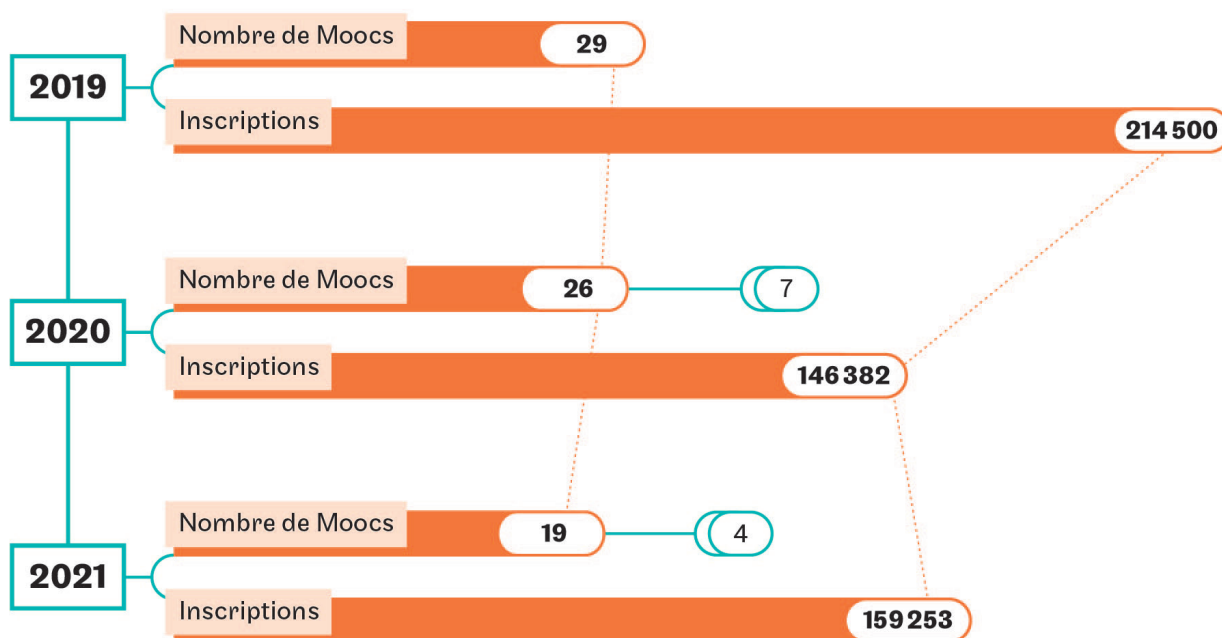 Nombre de Moocs
29
2019
Inscriptions
214 500
Nombre de Moocs
26
7
2020
Inscriptions
146 382
Nombre de Moocs
19
4
2021
Inscriptions
159 253